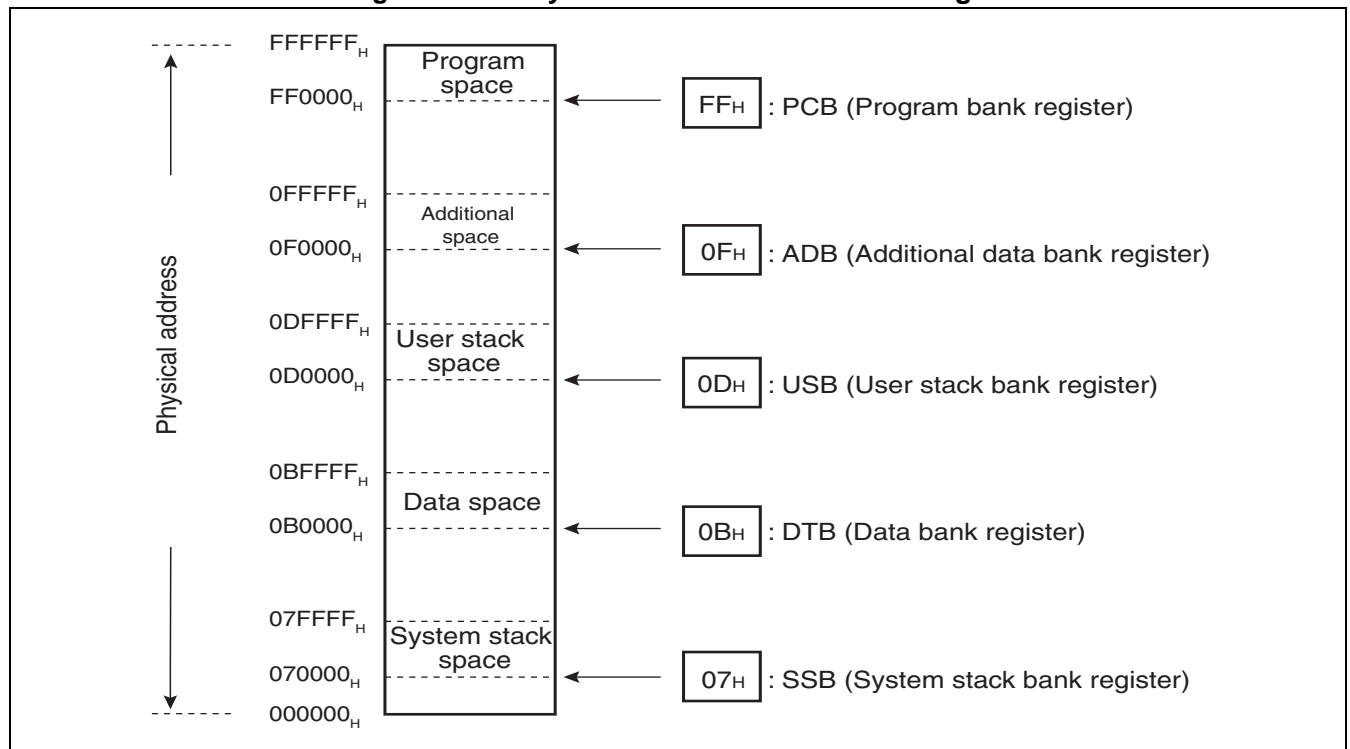 FFFFFFH
Program
space
FF0000H
FFH : PCB (Program bank register)
0FFFFFH
Additional
space
0F0000H
0FH : ADB (Additional data bank register)
Physical address
0DFFFFH
User stack
space
0D0000H
0DH : USB (User stack bank register)
0BFFFFH
Data space
0B0000H
0BH : DTB (Data bank register)
07FFFFH
System stack
space
070000H
07H : SSB (System stack bank register)
000000H